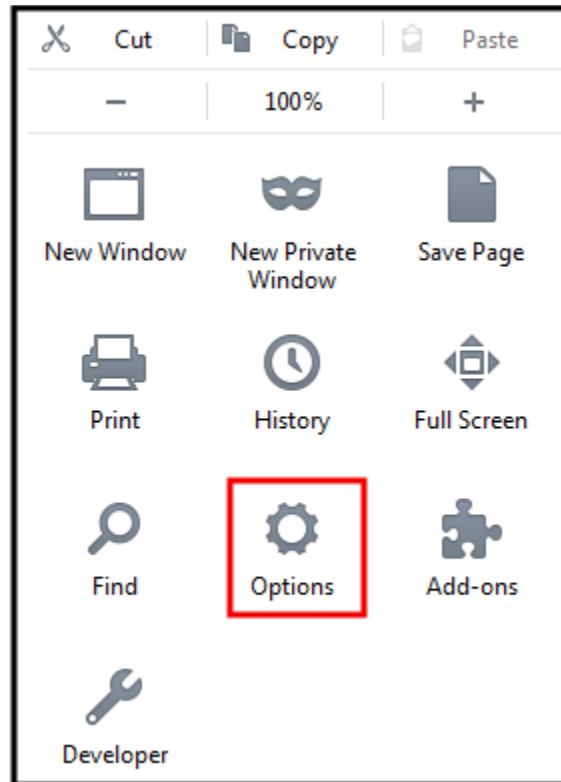 Cut Copy Paste
− 100% +
New Window New Private Window Save Page
Print History Full Screen
Find Options Add-ons
Developer